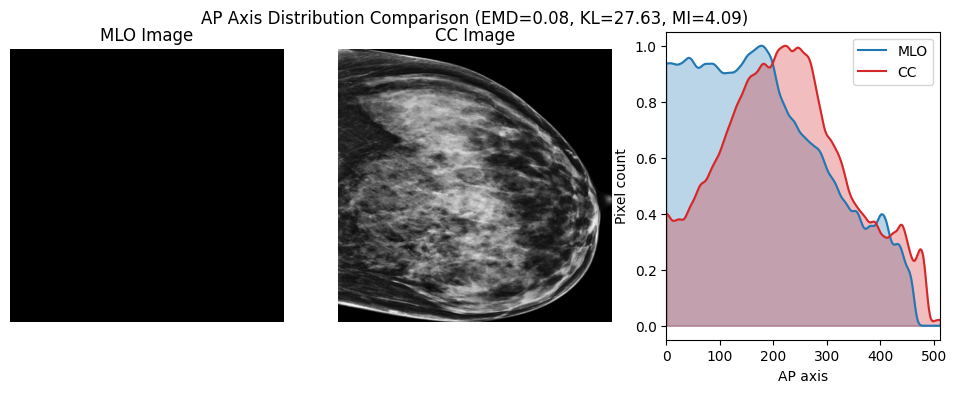 AP Axis Distribution Comparison (EMD=0.08, KL=27.63, MI=4.09)
MLO Image
CC Image
MLO
CC
Pixel count
1.0
0.8
0.6
0.4
0.2
0.0
0 100 200 300 400 500
AP axis